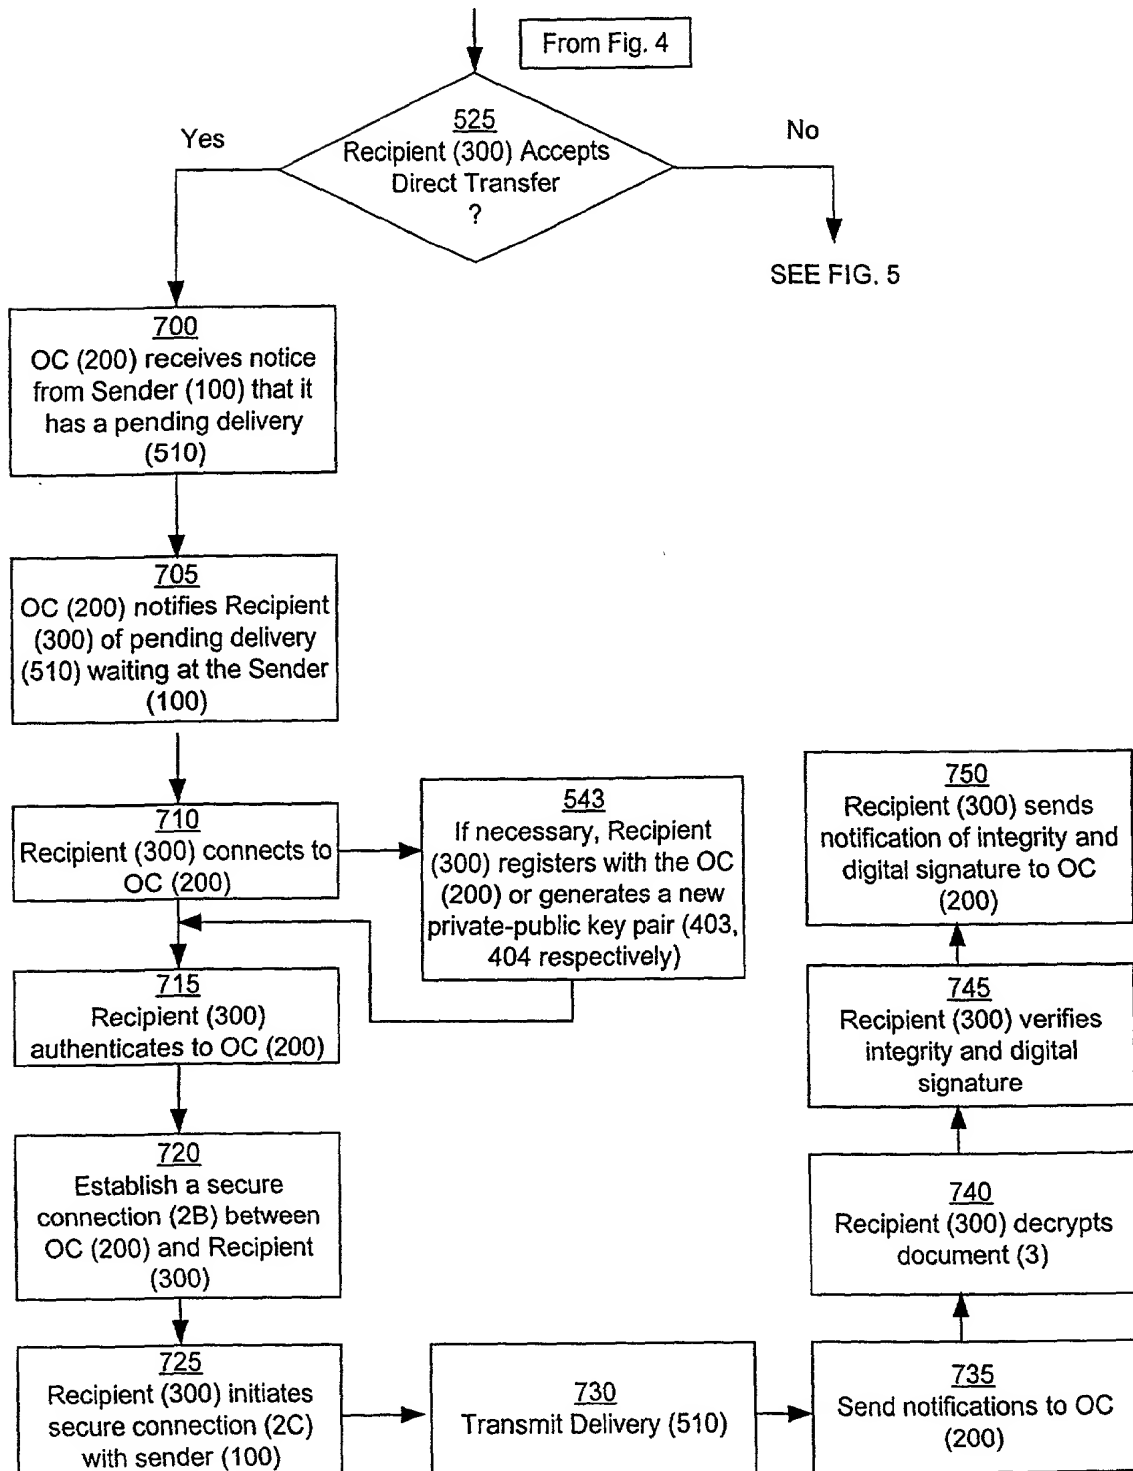 From Fig. 4
525
Recipient (300) Accepts
Direct Transfer
?
Yes
No
SEE FIG. 5
700
OC (200) receives notice
from Sender (100) that it
has a pending delivery
(510)
705
OC (200) notifies Recipient
(300) of pending delivery
(510) waiting at the Sender
(100)
710
Recipient (300) connects to
OC (200)
543
If necessary, Recipient
(300) registers with the OC
(200) or generates a new
private-public key pair (403,
404 respectively)
715
Recipient (300)
authenticates to OC (200)
720
Establish a secure
connection (2B) between
OC (200) and Recipient
(300)
725
Recipient (300) initiates
secure connection (2C)
with sender (100)
730
Transmit Delivery (510)
735
Send notifications to OC
(200)
740
Recipient (300) decrypts
document (3)
745
Recipient (300) verifies
integrity and digital
signature
750
Recipient (300) sends
notification of integrity and
digital signature to OC
(200)